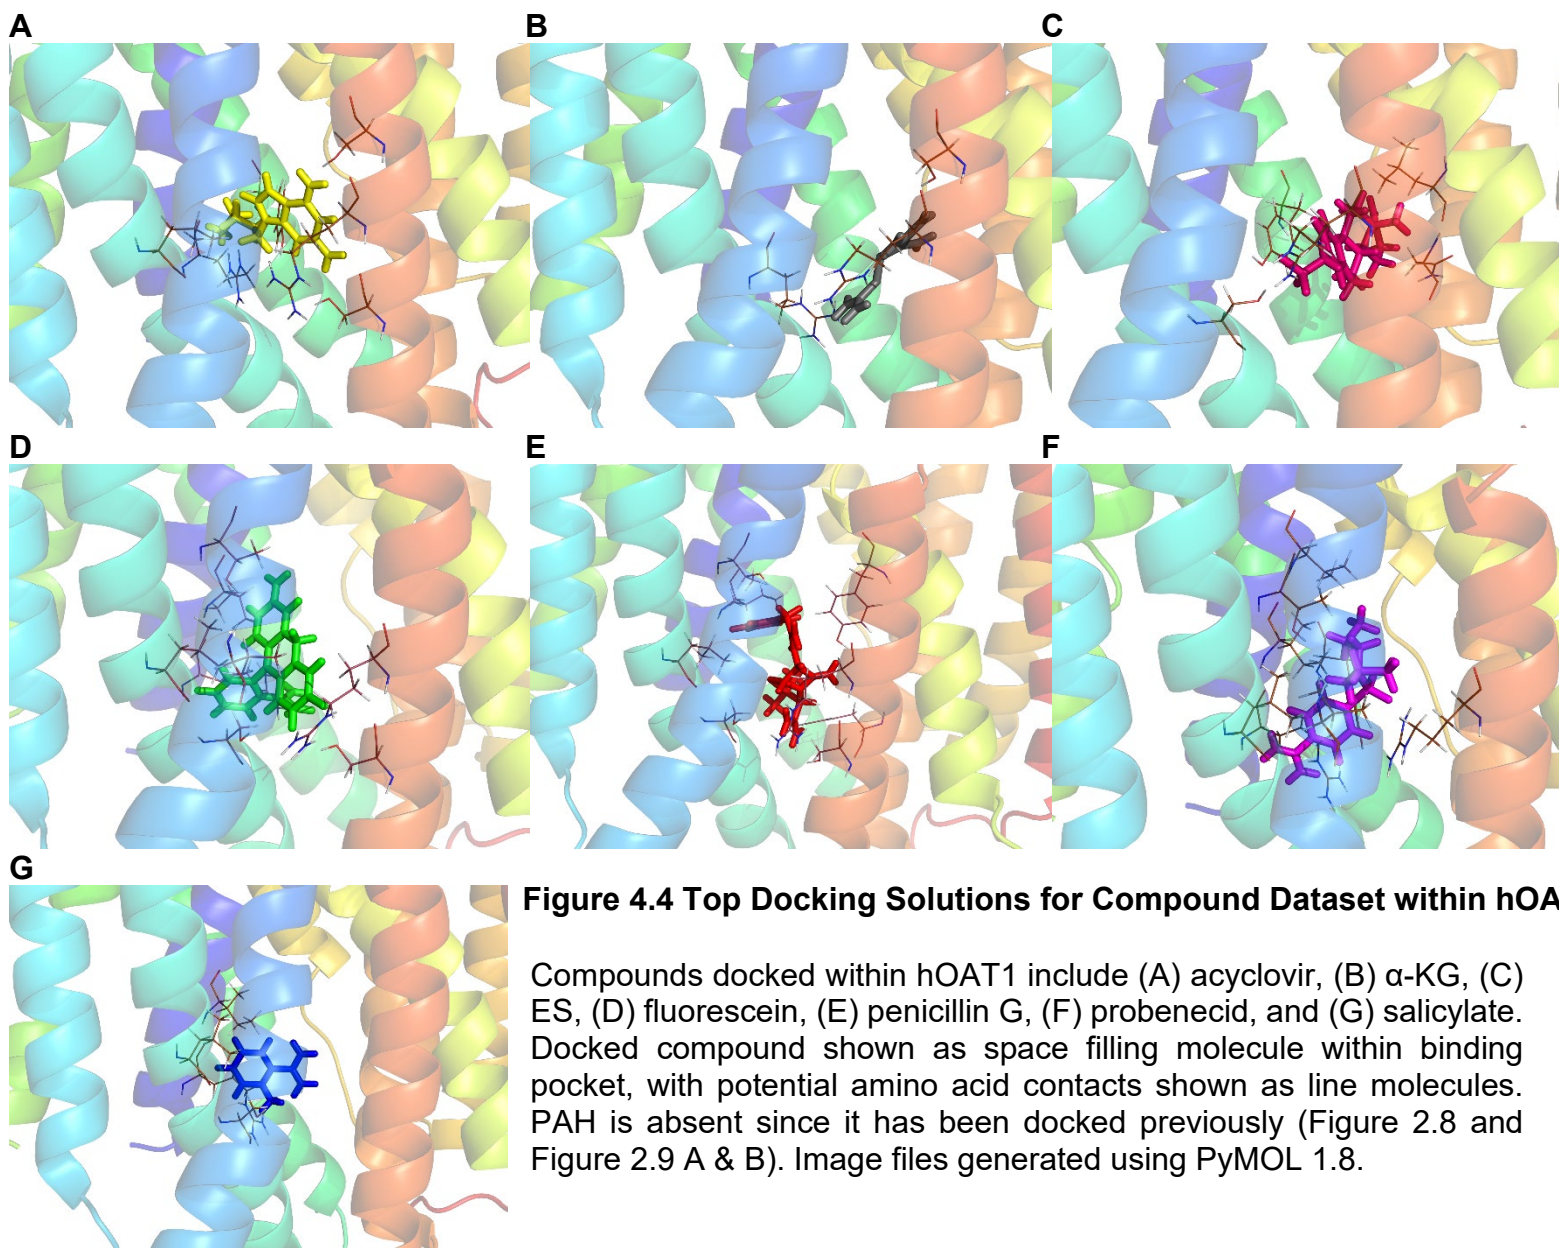 A
B
C
D
E
F
G
Figure 4.4 Top Docking Solutions for Compound Dataset within hOA
Compounds docked within hOAT1 include (A) acyclovir, (B) α-KG, (C)
ES, (D) fluorescein, (E) penicillin G, (F) probenecid, and (G) salicylate.
Docked compound shown as space filling molecule within binding
pocket, with potential amino acid contacts shown as line molecules.
PAH is absent since it has been docked previously (Figure 2.8 and
Figure 2.9 A & B). Image files generated using PyMOL 1.8.